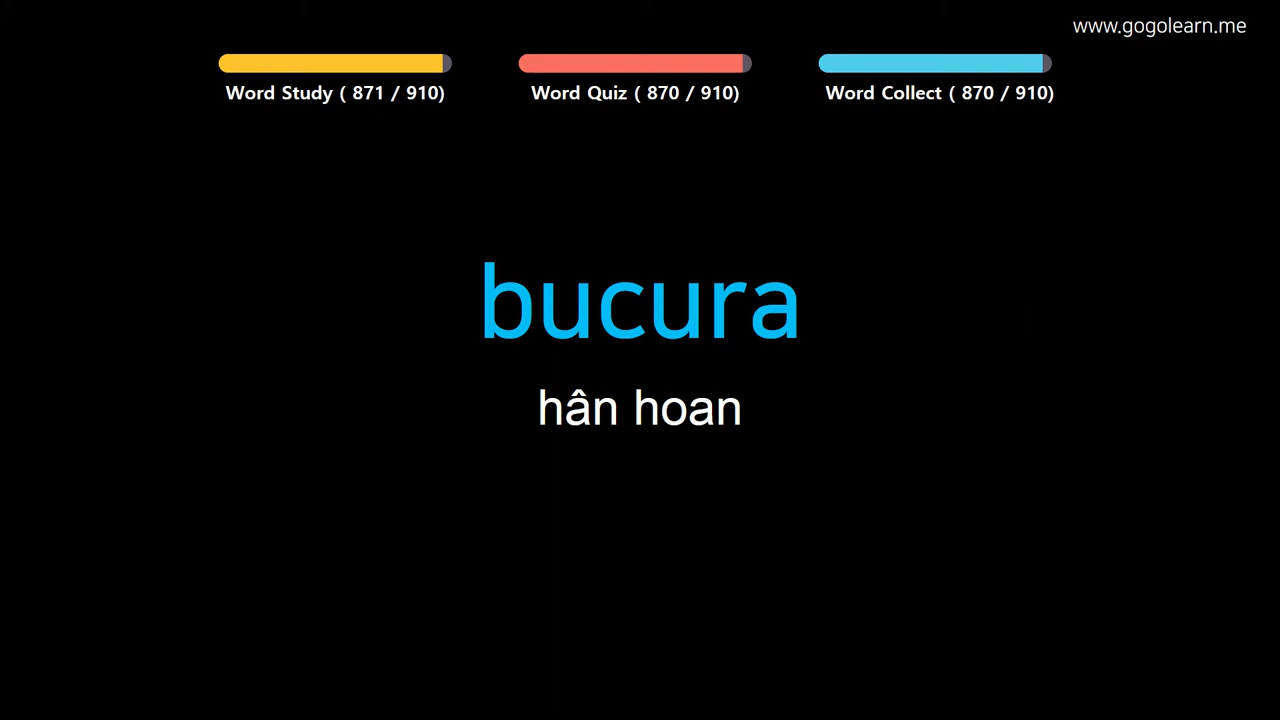 www.gogolearn.me
Word Study ( 871 / 910)
Word Quiz ( 870 / 910)
Word Collect ( 870 / 910)
bucura
hân hoan